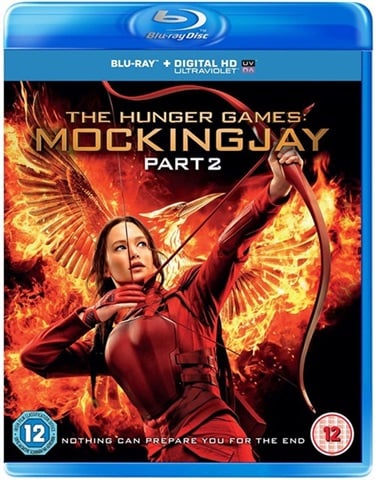 Blu-ray Disc
BLU-RAY + DIGITAL HD
ULTRAVIOLET
UV
THE HUNGER GAMES:
MOCKINGJAY
PART 2
12
12
NOTHING CAN PREPARE YOU FOR THE END